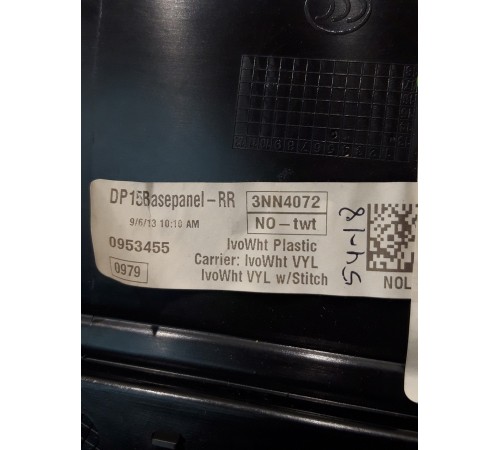 DP15Basepanel-RR 3NN4072
9/6/13 10:10 AM NO-twt
0953455 IvoWht Plastic
Carrier: IvoWht VYL
0979 IvoWht VYL w/Stitch
NOL